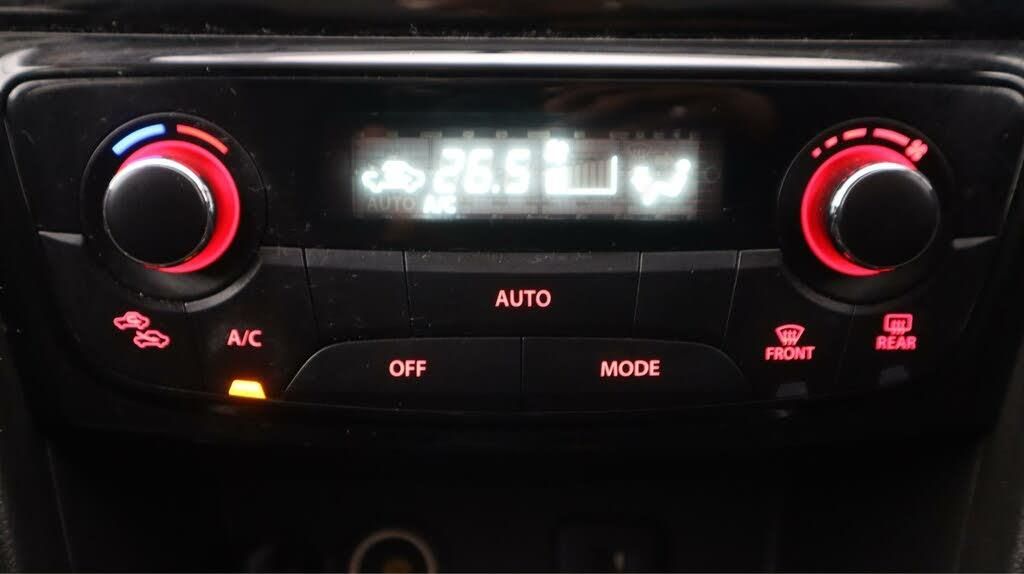 26.5
AUTO A/C
AUTO
A/C
OFF
MODE
FRONT
REAR